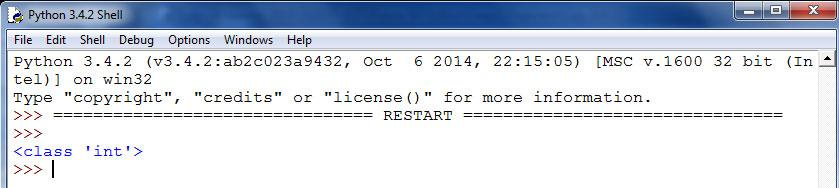 Python 3.4.2 Shell
File Edit Shell Debug Options Windows Help
Python 3.4.2 (v3.4.2:ab2c023a9432, Oct  6 2014, 22:15:05) [MSC v.1600 32 bit (In
tel)] on win32
Type "copyright", "credits" or "license()" for more information.
>>> ================================ RESTART ================================
>>>
<class 'int'>
>>>